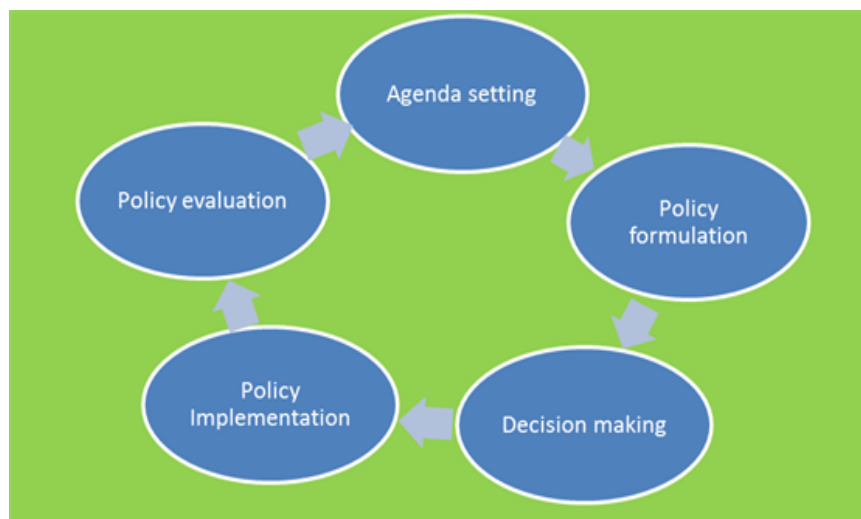 Agenda setting
Policy
formulation
Decision making
Policy
Implementation
Policy evaluation